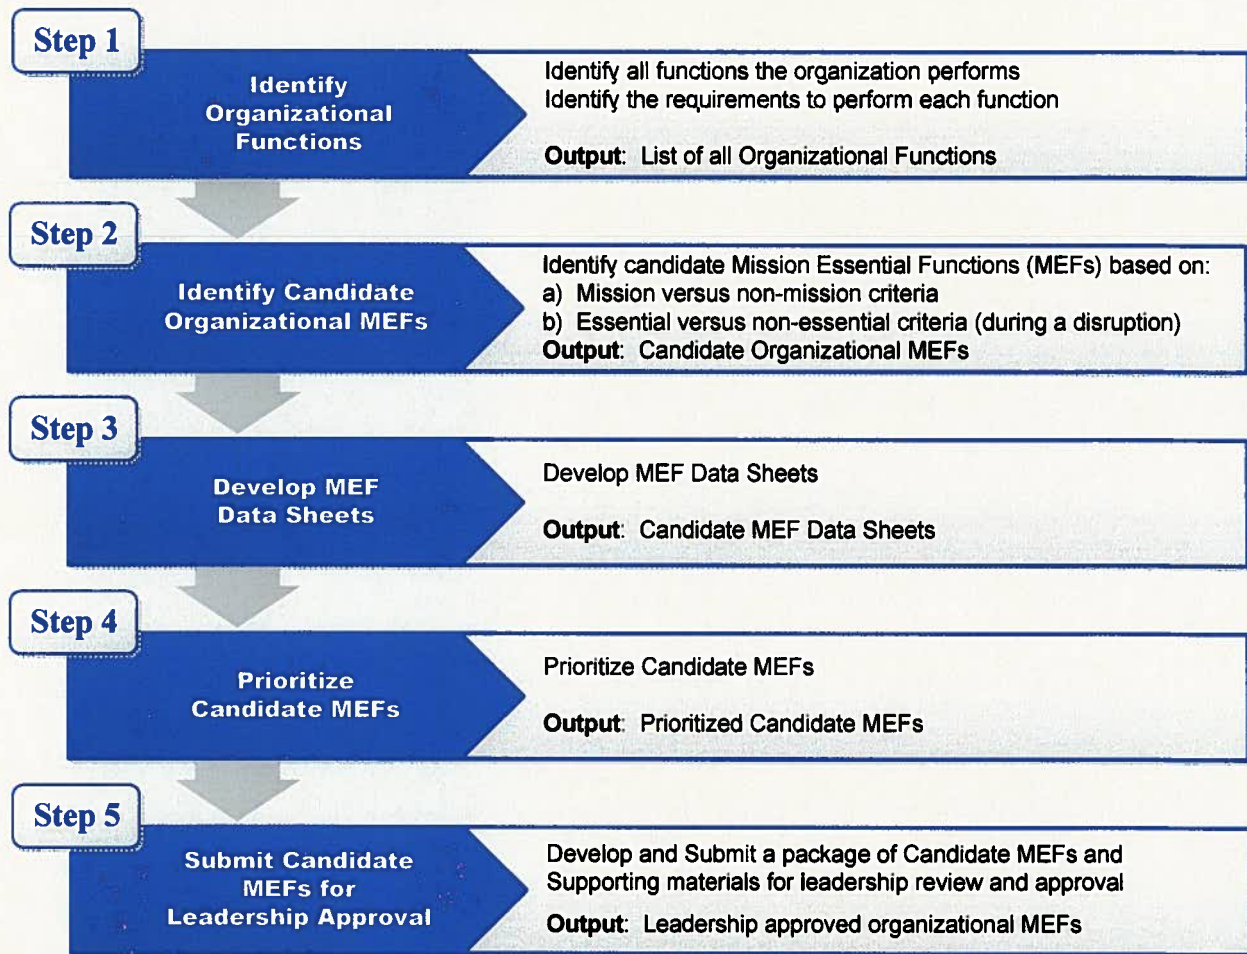 Step 1
Identify
Organizational
Functions
Identify all functions the organization performs
Identify the requirements to perform each function
Output: List of all Organizational Functions
Step 2
Identify Candidate
Organizational MEFs
Identify candidate Mission Essential Functions (MEFs) based on:
a) Mission versus non-mission criteria
b) Essential versus non-essential criteria (during a disruption)
Output: Candidate Organizational MEFs
Step 3
Develop MEF
Data Sheets
Develop MEF Data Sheets
Output: Candidate MEF Data Sheets
Step 4
Prioritize
Candidate MEFs
Prioritize Candidate MEFs
Output: Prioritized Candidate MEFs
Step 5
Submit Candidate
MEFs for
Leadership Approval
Develop and Submit a package of Candidate MEFs and
Supporting materials for leadership review and approval
Output: Leadership approved organizational MEFs